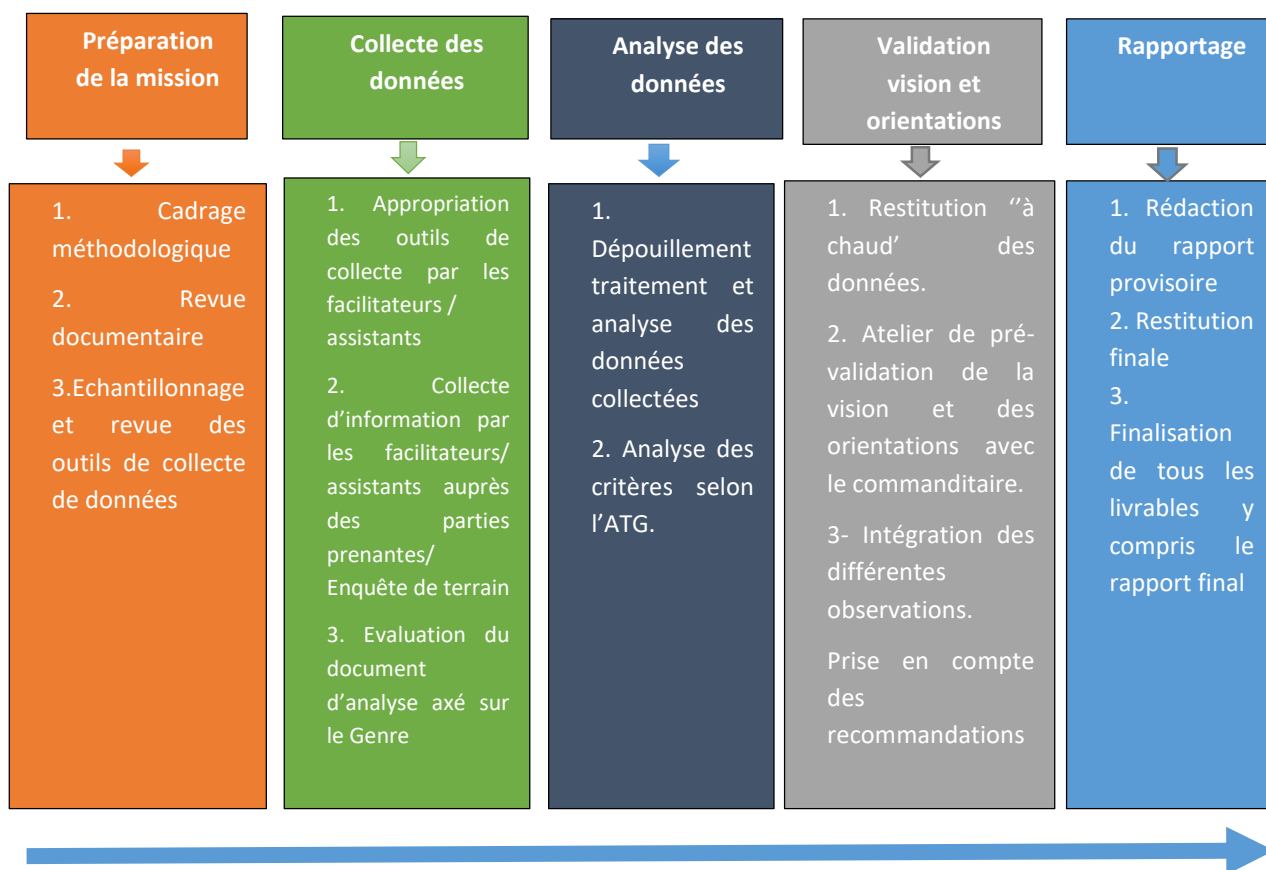 Préparation
de la mission
Collecte des
données
Analyse des
données
Validation
vision et
orientations
Rapportage
1. Cadrage
méthodologique
2. Revue
documentaire
3.Echantillonnage
et revue des
outils de collecte
de données
1. Appropriation
des outils de
collecte par les
facilitateurs /
assistants
2. Collecte
d’information par
les facilitateurs/
assistants auprès
des parties
prenantes/
Enquête de terrain
3. Evaluation du
document
d’analyse axé sur
le Genre
1.
Dépouillement
traitement et
analyse des
données
collectées
2. Analyse des
critères selon
l’ATG.
1. Restitution ‘’à
chaud’ des
données.
2. Atelier de pré-
validation de la
vision et des
orientations avec
le commanditaire.
3- Intégration des
différentes
observations.
Prise en compte
des
recommandations
1. Rédaction
du rapport
provisoire
2. Restitution
finale
3.
Finalisation
de tous les
livrables y
compris le
rapport final